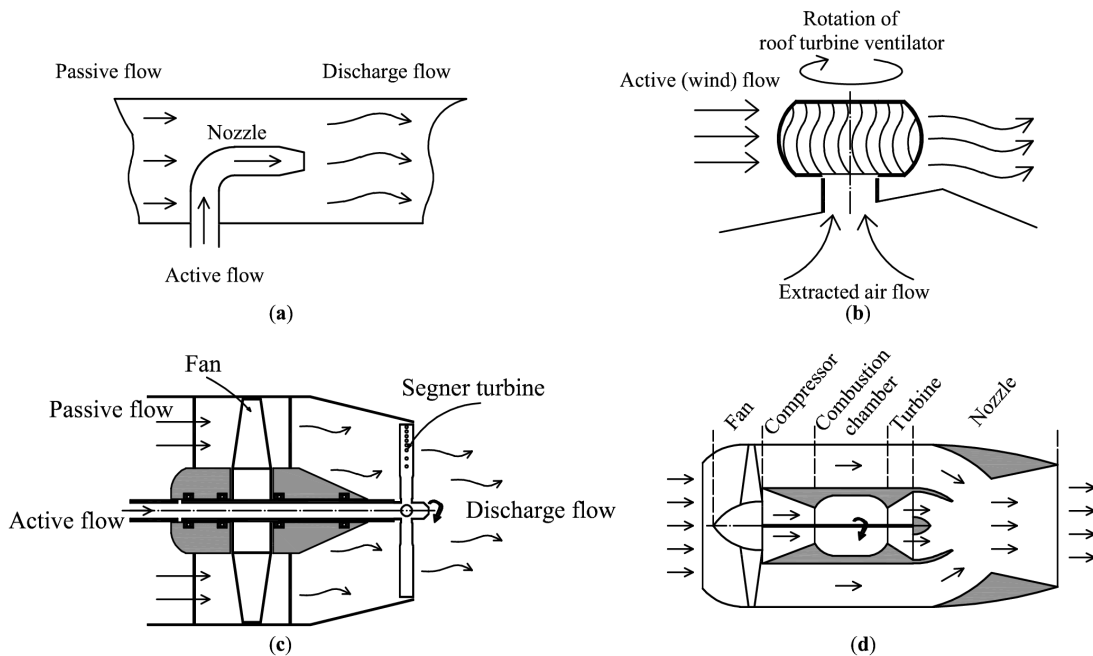 Passive flow
Discharge flow
Nozzle
Active flow
(a)
Rotation of
roof turbine ventilator
Active (wind) flow
Extracted air flow
(b)
Fan
Segner turbine
Passive flow
Active flow
Discharge flow
(c)
Fan
Compressor
Combustion
chamber
Turbine
Nozzle
(d)